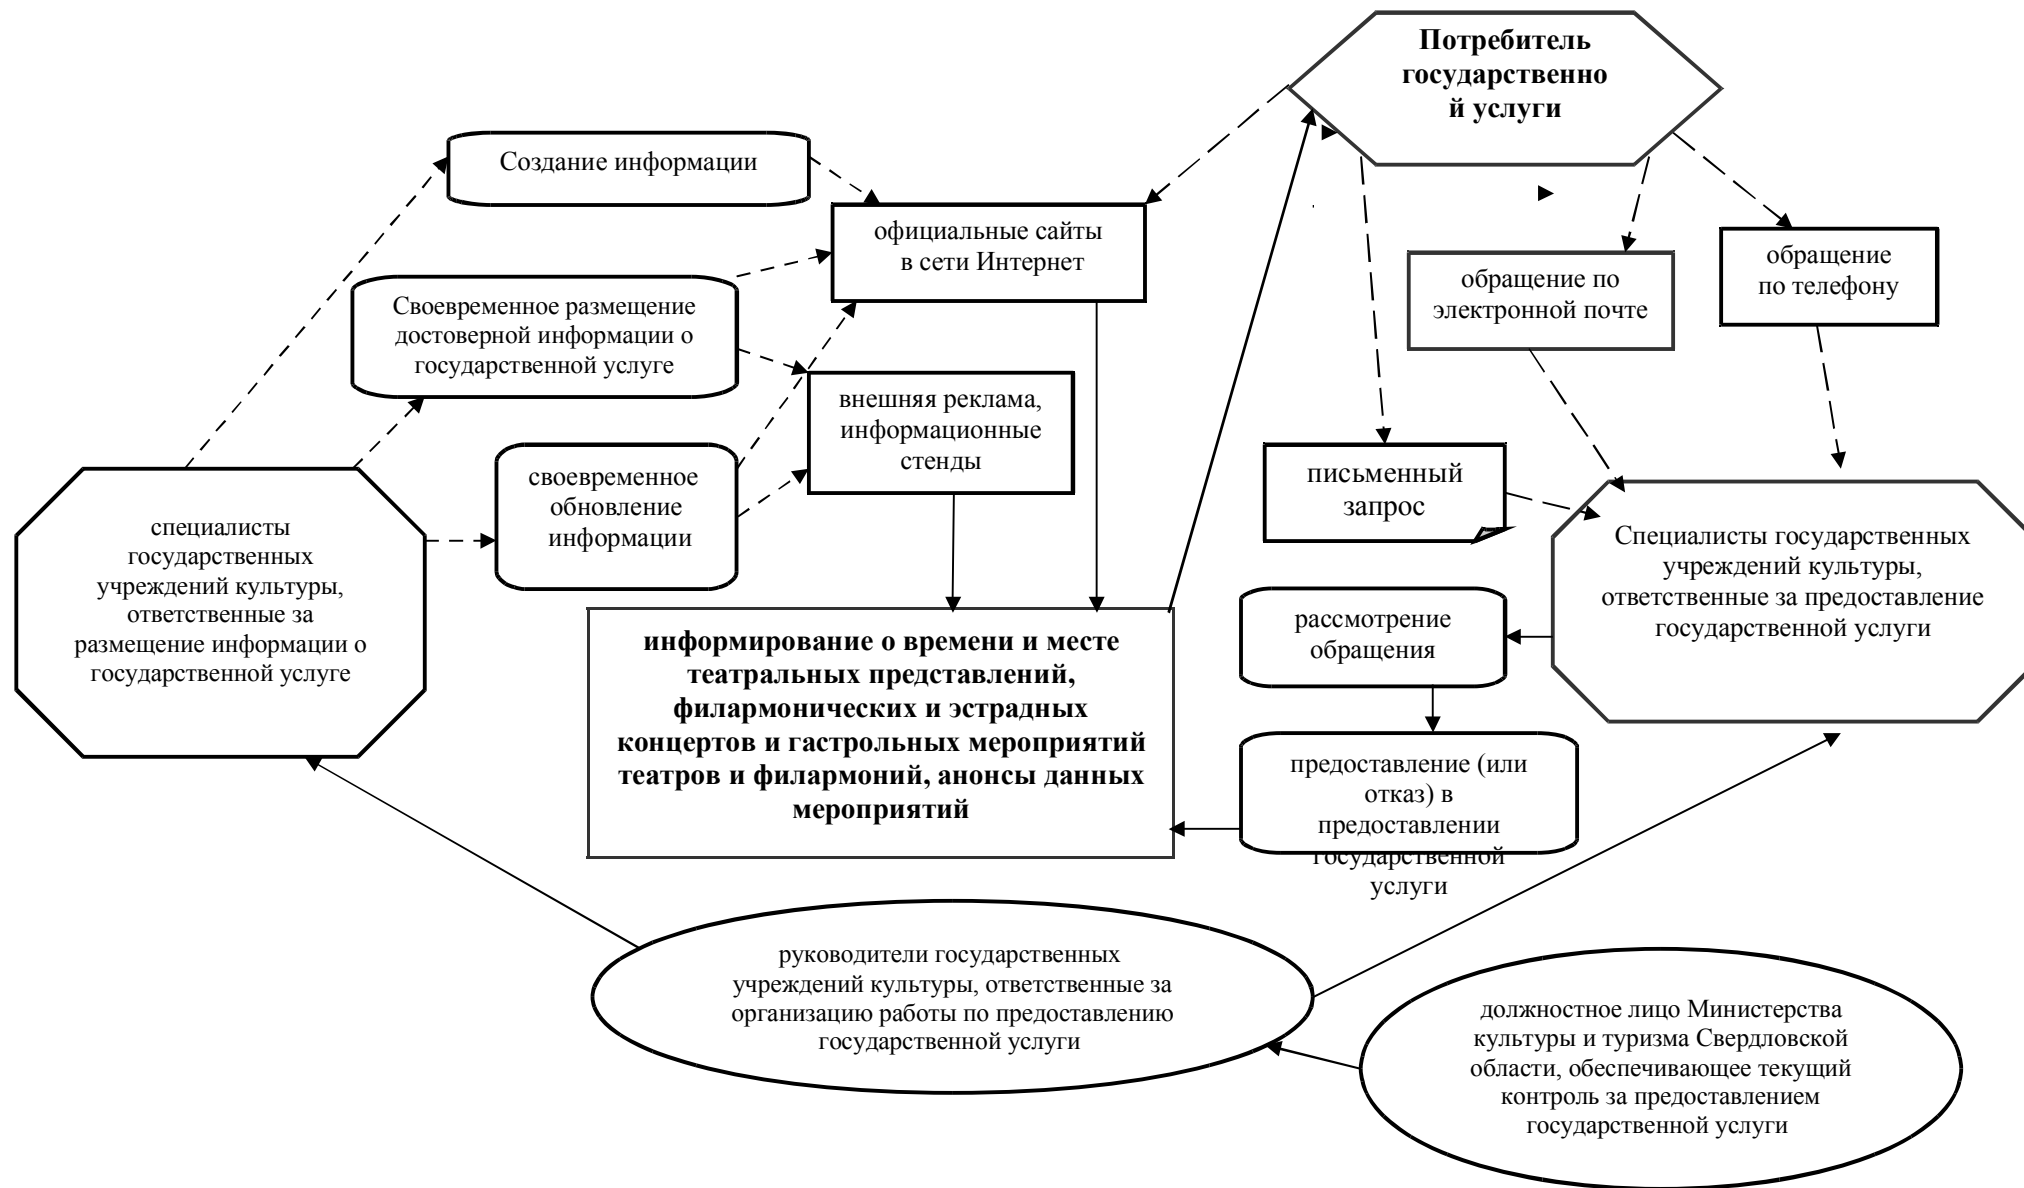 Потребитель
государственно
й услуги
Создание информации
официальные сайты
в сети Интернет
обращение по
электронной почте
обращение
по телефону
Своевременное размещение
достоверной информации о
государственной услуге
внешняя реклама,
информационные
стенды
своевременное
обновление
информации
письменный
запрос
специалисты
государственных
учреждений культуры,
ответственные за
размещение информации о
государственной услуге
Специалисты государственных
учреждений культуры,
ответственные за предоставление
государственной услуги
рассмотрение
обращения
информирование о времени и месте
театральных представлений,
филармонических и эстрадных
концертов и гастрольных мероприятий
театров и филармоний, анонсы данных
мероприятий
предоставление (или
отказ) в
предоставлении
государственной
услуги
руководители государственных
учреждений культуры, ответственные за
организацию работы по предоставлению
государственной услуги
должностное лицо Министерства
культуры и туризма Свердловской
области, обеспечивающее текущий
контроль за предоставлением
государственной услуги